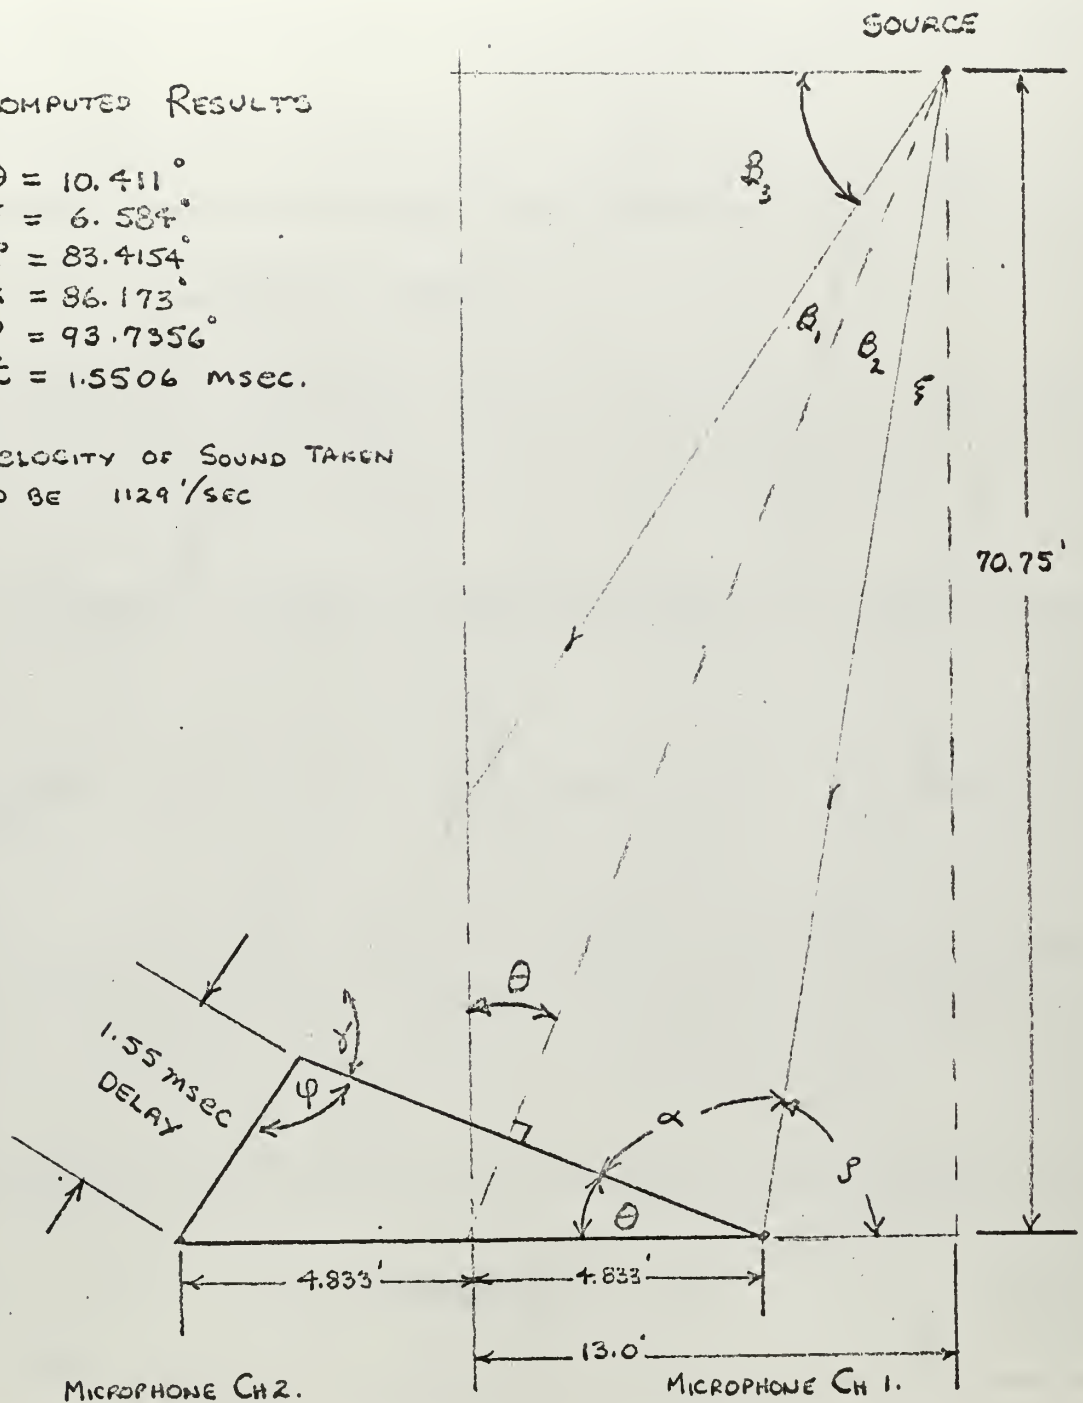 SOURCE
OMPUTED RESULTS
θ = 10.411°
= 6.584°
= 83.4154°
= 86.173°
= 93.7356°
= 1.5506 msec.
ELOCITY OF SOUND TAKEN
O BE 1129'/SEC
β₃
β₁
β₂
ξ
70.75'
θ
γ
1.55 msec
DELAY
φ
α
ρ
θ
4.833'
4.833'
13.0'
MICROPHONE CH 2.
MICROPHONE CH 1.